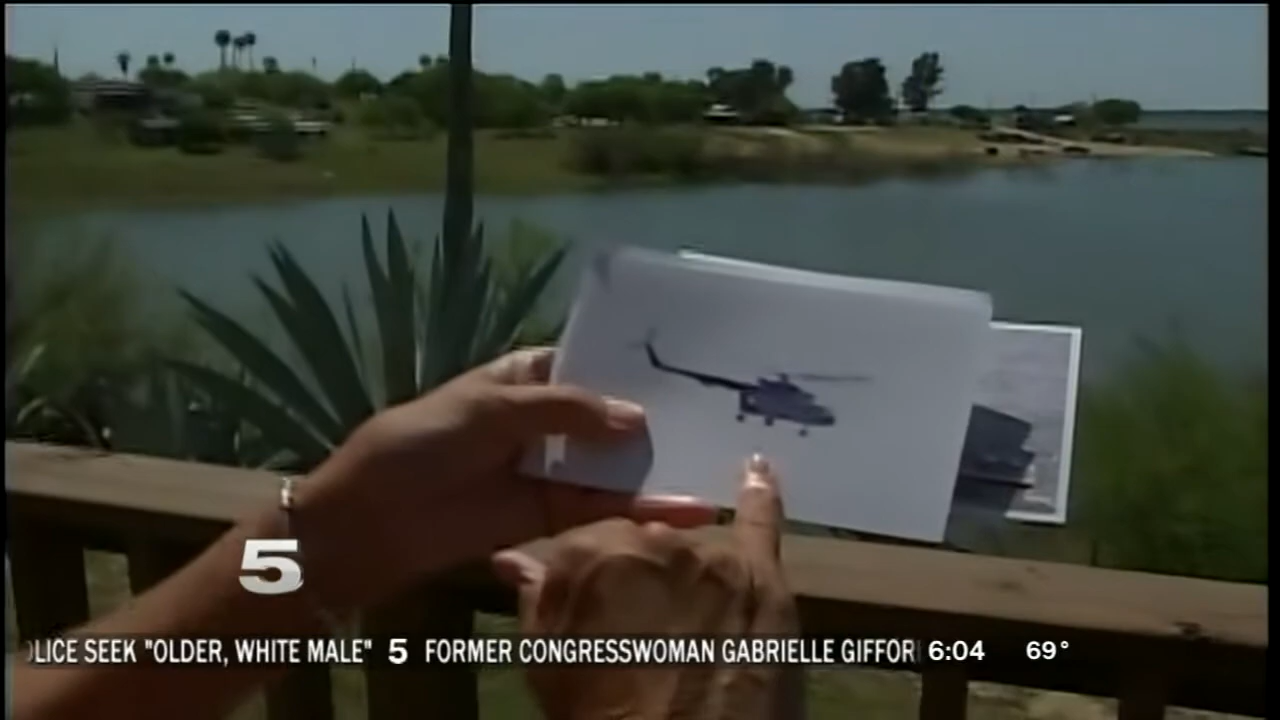 5
OLICE SEEK "OLDER, WHITE MALE" 5 FORMER CONGRESSWOMAN GABRIELLE GIFFOR 6:04 69°